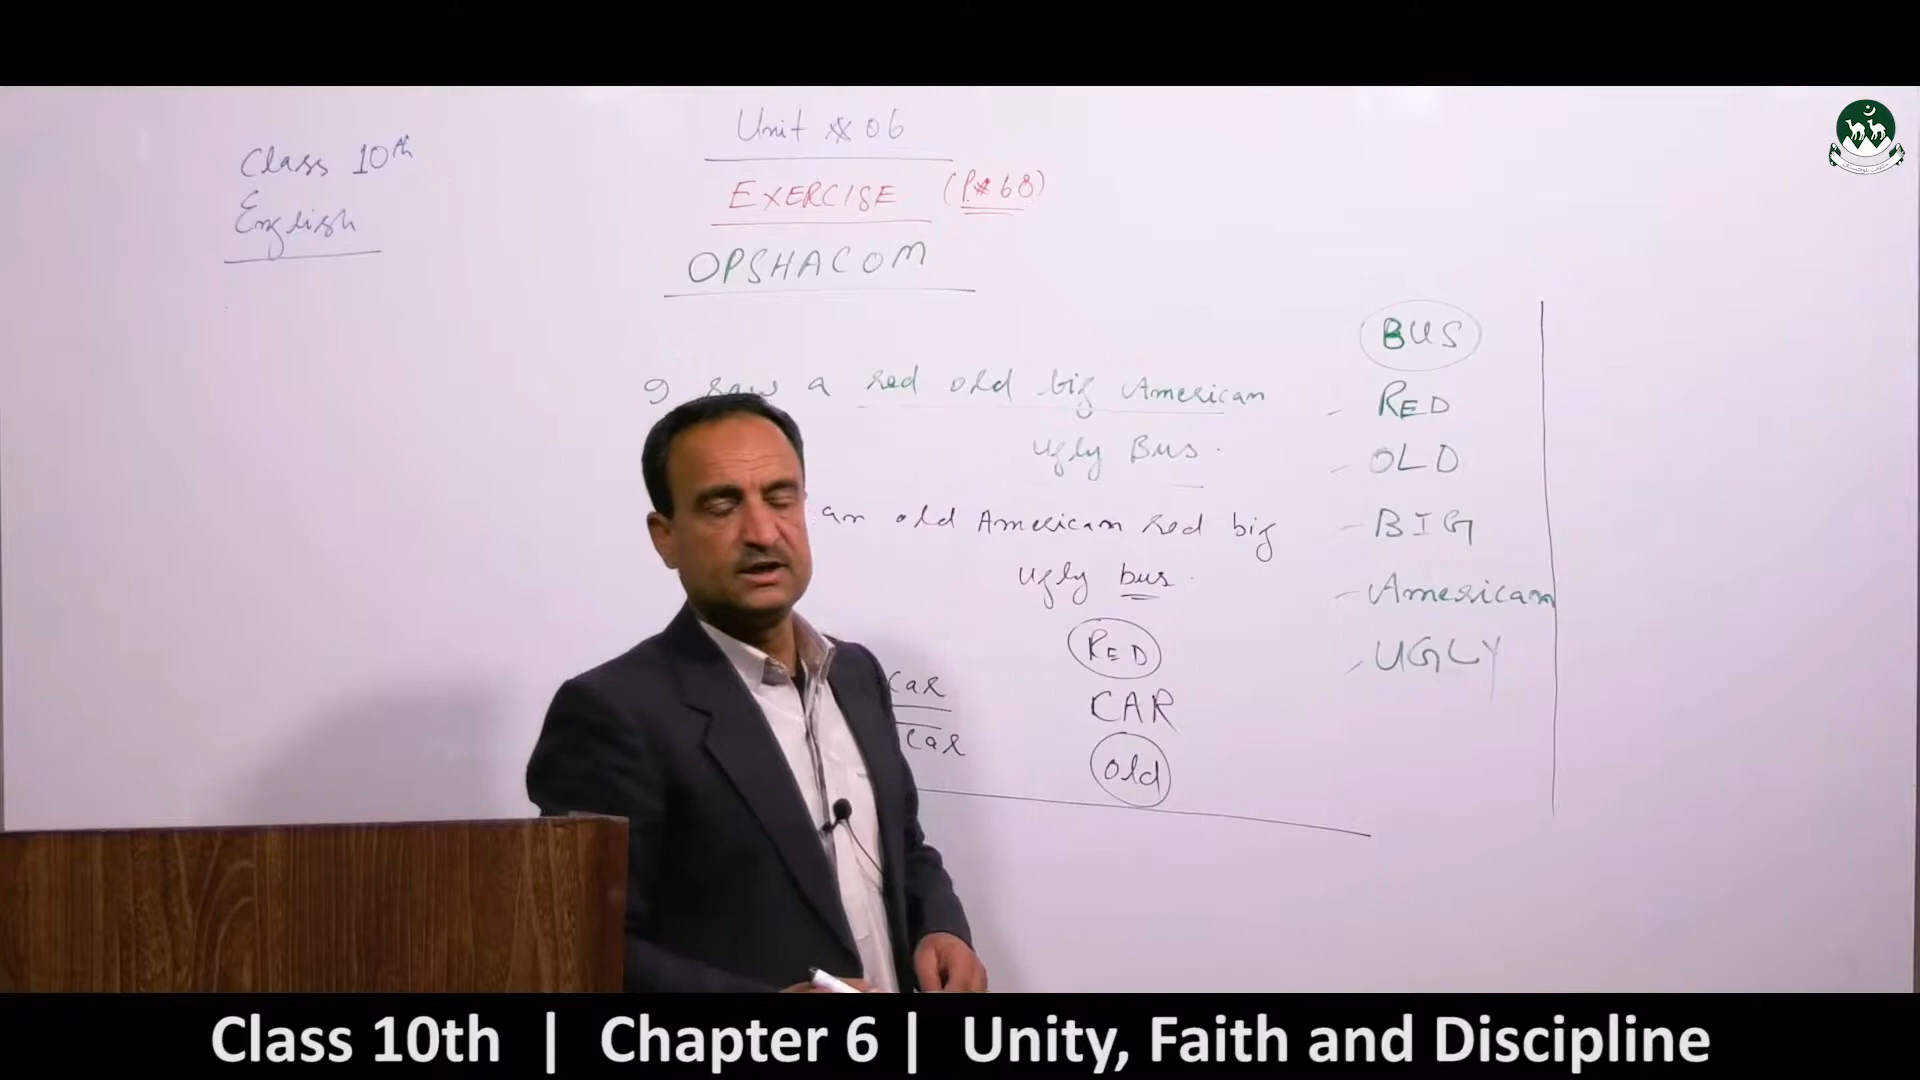 Class 10th
English
Unit # 06
EXERCISE (P# 68)
OPSHACOM
I saw a red old big American
Ugly Bus.
an old American red big
Ugly bus.
Car
Car
RED
CAR
old
BUS
- RED
- OLD
- BIG
- American
- UGLY
Class 10th | Chapter 6 | Unity, Faith and Discipline